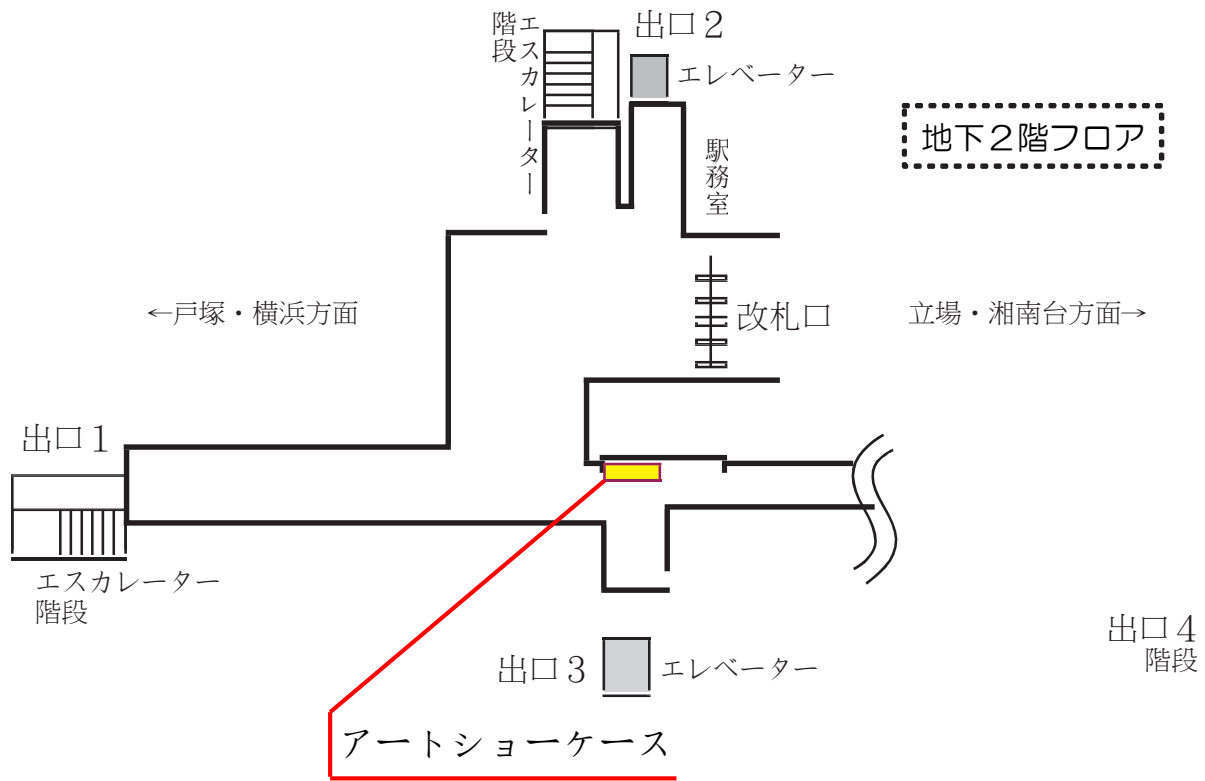 出口２
階段
エスカレーター
エレベーター
地下２階フロア
駅務室
←戸塚・横浜方面
改札口
立場・湘南台方面→
出口１
エスカレーター
階段
出口３
エレベーター
出口４
階段
アートショーケース